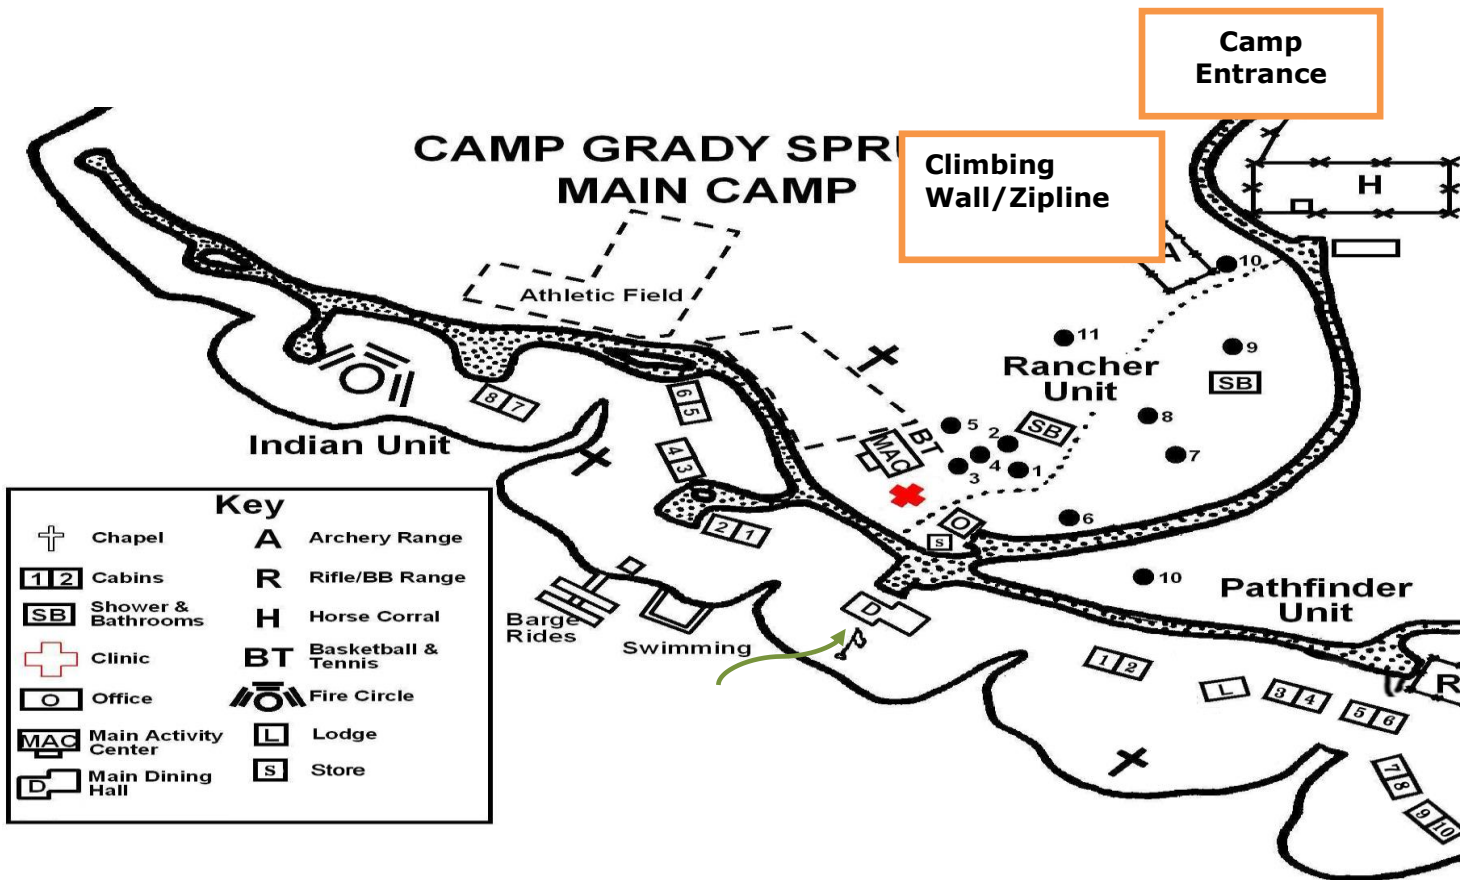 Camp
Entrance
CAMP GRADY SPRU
MAIN CAMP
Climbing
Wall/Zipline
H
A
10
Athletic Field
11
9
Rancher
Unit
SB
8
7
5
2
SB
BT
MAC
4
3
1
6
O
S
10
8 7
6 5
4 3
2 1
Indian Unit
Pathfinder
Unit
Barge
Rides
Swimming
D
1 2
L
3 4
5 6
R
7 8
9 10
Key
Chapel
A Archery Range
1 2 Cabins
R Rifle/BB Range
SB Shower &
Bathrooms
H Horse Corral
Clinic
BT Basketball &
Tennis
O Office
Fire Circle
MAC Main Activity
Center
L Lodge
D Main Dining
Hall
S Store